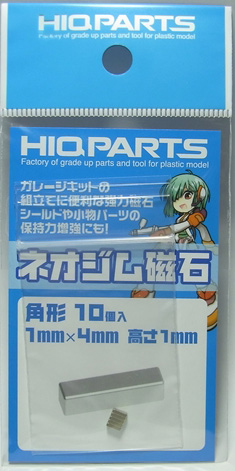 HIQPARTS
Factory of grade up parts and tool for plastic model
HIQPARTS
Factory of grade up parts and tool for plastic model
ガレージキットの
組立てに便利な強力磁石
シールドや小物パーツの
保持力増強にも!
ネオジム磁石
角形 10個入
1mm×4mm 高さ1mm